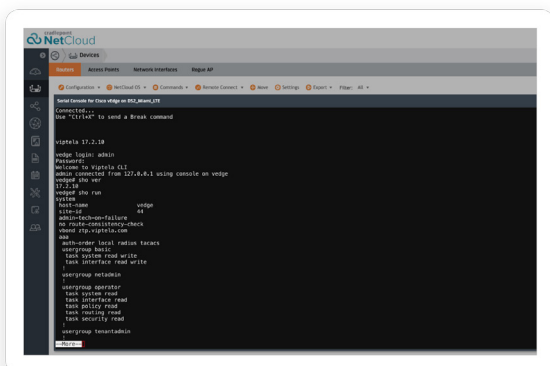 cradlepoint
NetCloud
Devices
Routers Access Points Network Interfaces Rogue AP
Configuration NetCloud OS Commands Remote Connect Move Settings Export Filter: All
Serial Console for Cisco vEdge on DS2_Miami_LTE
Connected...
Use "Ctrl+X" to send a Break command
viptela 17.2.10
vedge login: admin
Password:
Welcome to Viptela CLI
admin connected from 127.0.0.1 using console on vedge
vedge# sho ver
17.2.10
vedge# sho run
system
host-name vedge
site-id 44
admin-tech-on-failure
no route-consistency-check
vbond ztp.viptela.com
aaa
auth-order local radius tacacs
usergroup basic
task system read write
task interface read write
!
usergroup netadmin
!
usergroup operator
task system read
task interface read
task policy read
task routing read
task security read
!
usergroup tenantadmin
!
--More--